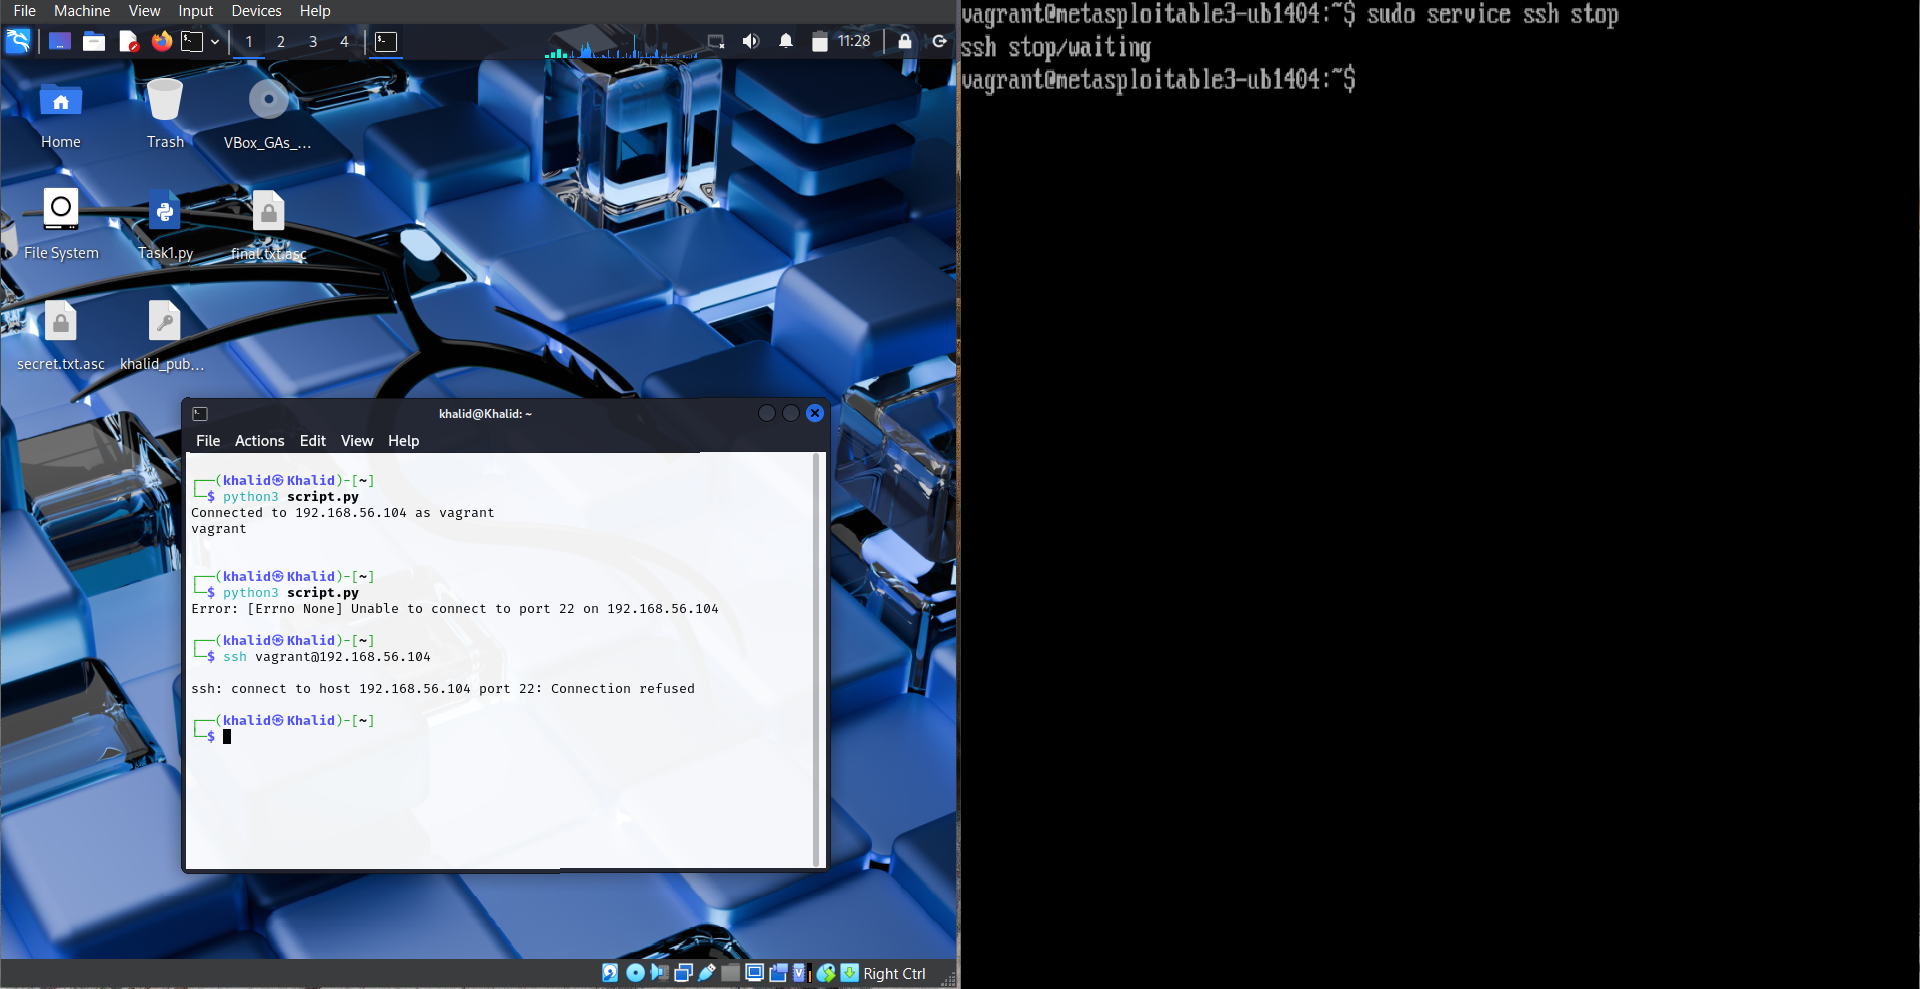 File Machine View Input Devices Help
1 2 3 4 11:28
Home Trash VBox_GAs_...
File System Task1.py final.txt.asc
secret.txt.asc khalid_pub...
khalid@Khalid: ~
File Actions Edit View Help
┌──(khalid㉿Khalid)-[~]
└─$ python3 script.py
Connected to 192.168.56.104 as vagrant
vagrant
┌──(khalid㉿Khalid)-[~]
└─$ python3 script.py
Error: [Errno None] Unable to connect to port 22 on 192.168.56.104
┌──(khalid㉿Khalid)-[~]
└─$ ssh vagrant@192.168.56.104
ssh: connect to host 192.168.56.104 port 22: Connection refused
┌──(khalid㉿Khalid)-[~]
└─$
Right Ctrl
vagrant@metasploitable3-ub1404:~$ sudo service ssh stop
ssh stop/waiting
vagrant@metasploitable3-ub1404:~$